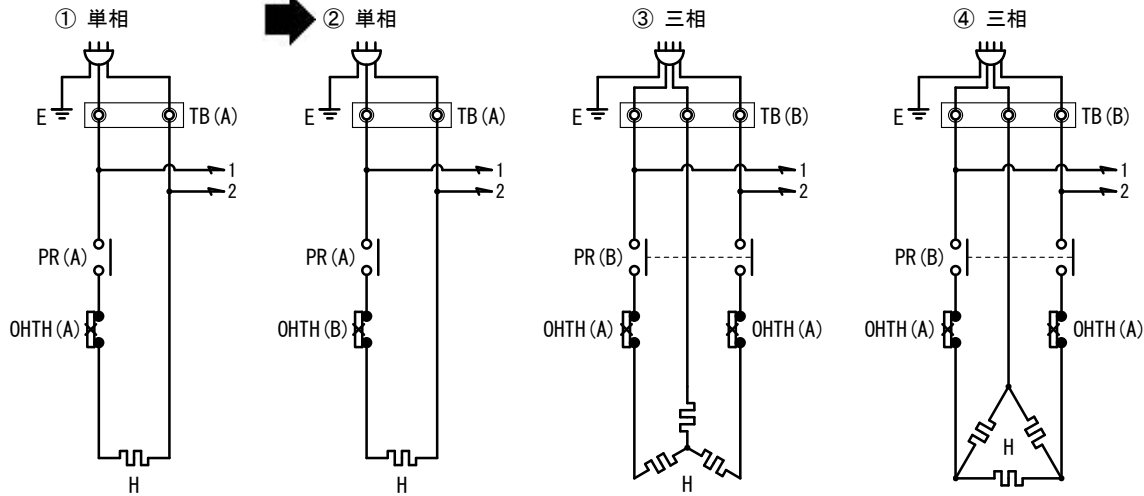 ① 単相
② 単相
③ 三相
④ 三相
E
TB(A)
E
TB(A)
E
TB(B)
E
TB(B)
1
2
1
2
1
2
1
2
PR(A)
PR(A)
PR(B)
PR(B)
OHTH(A)
OHTH(B)
OHTH(A)
OHTH(A)
OHTH(A)
OHTH(A)
H
H
H
H